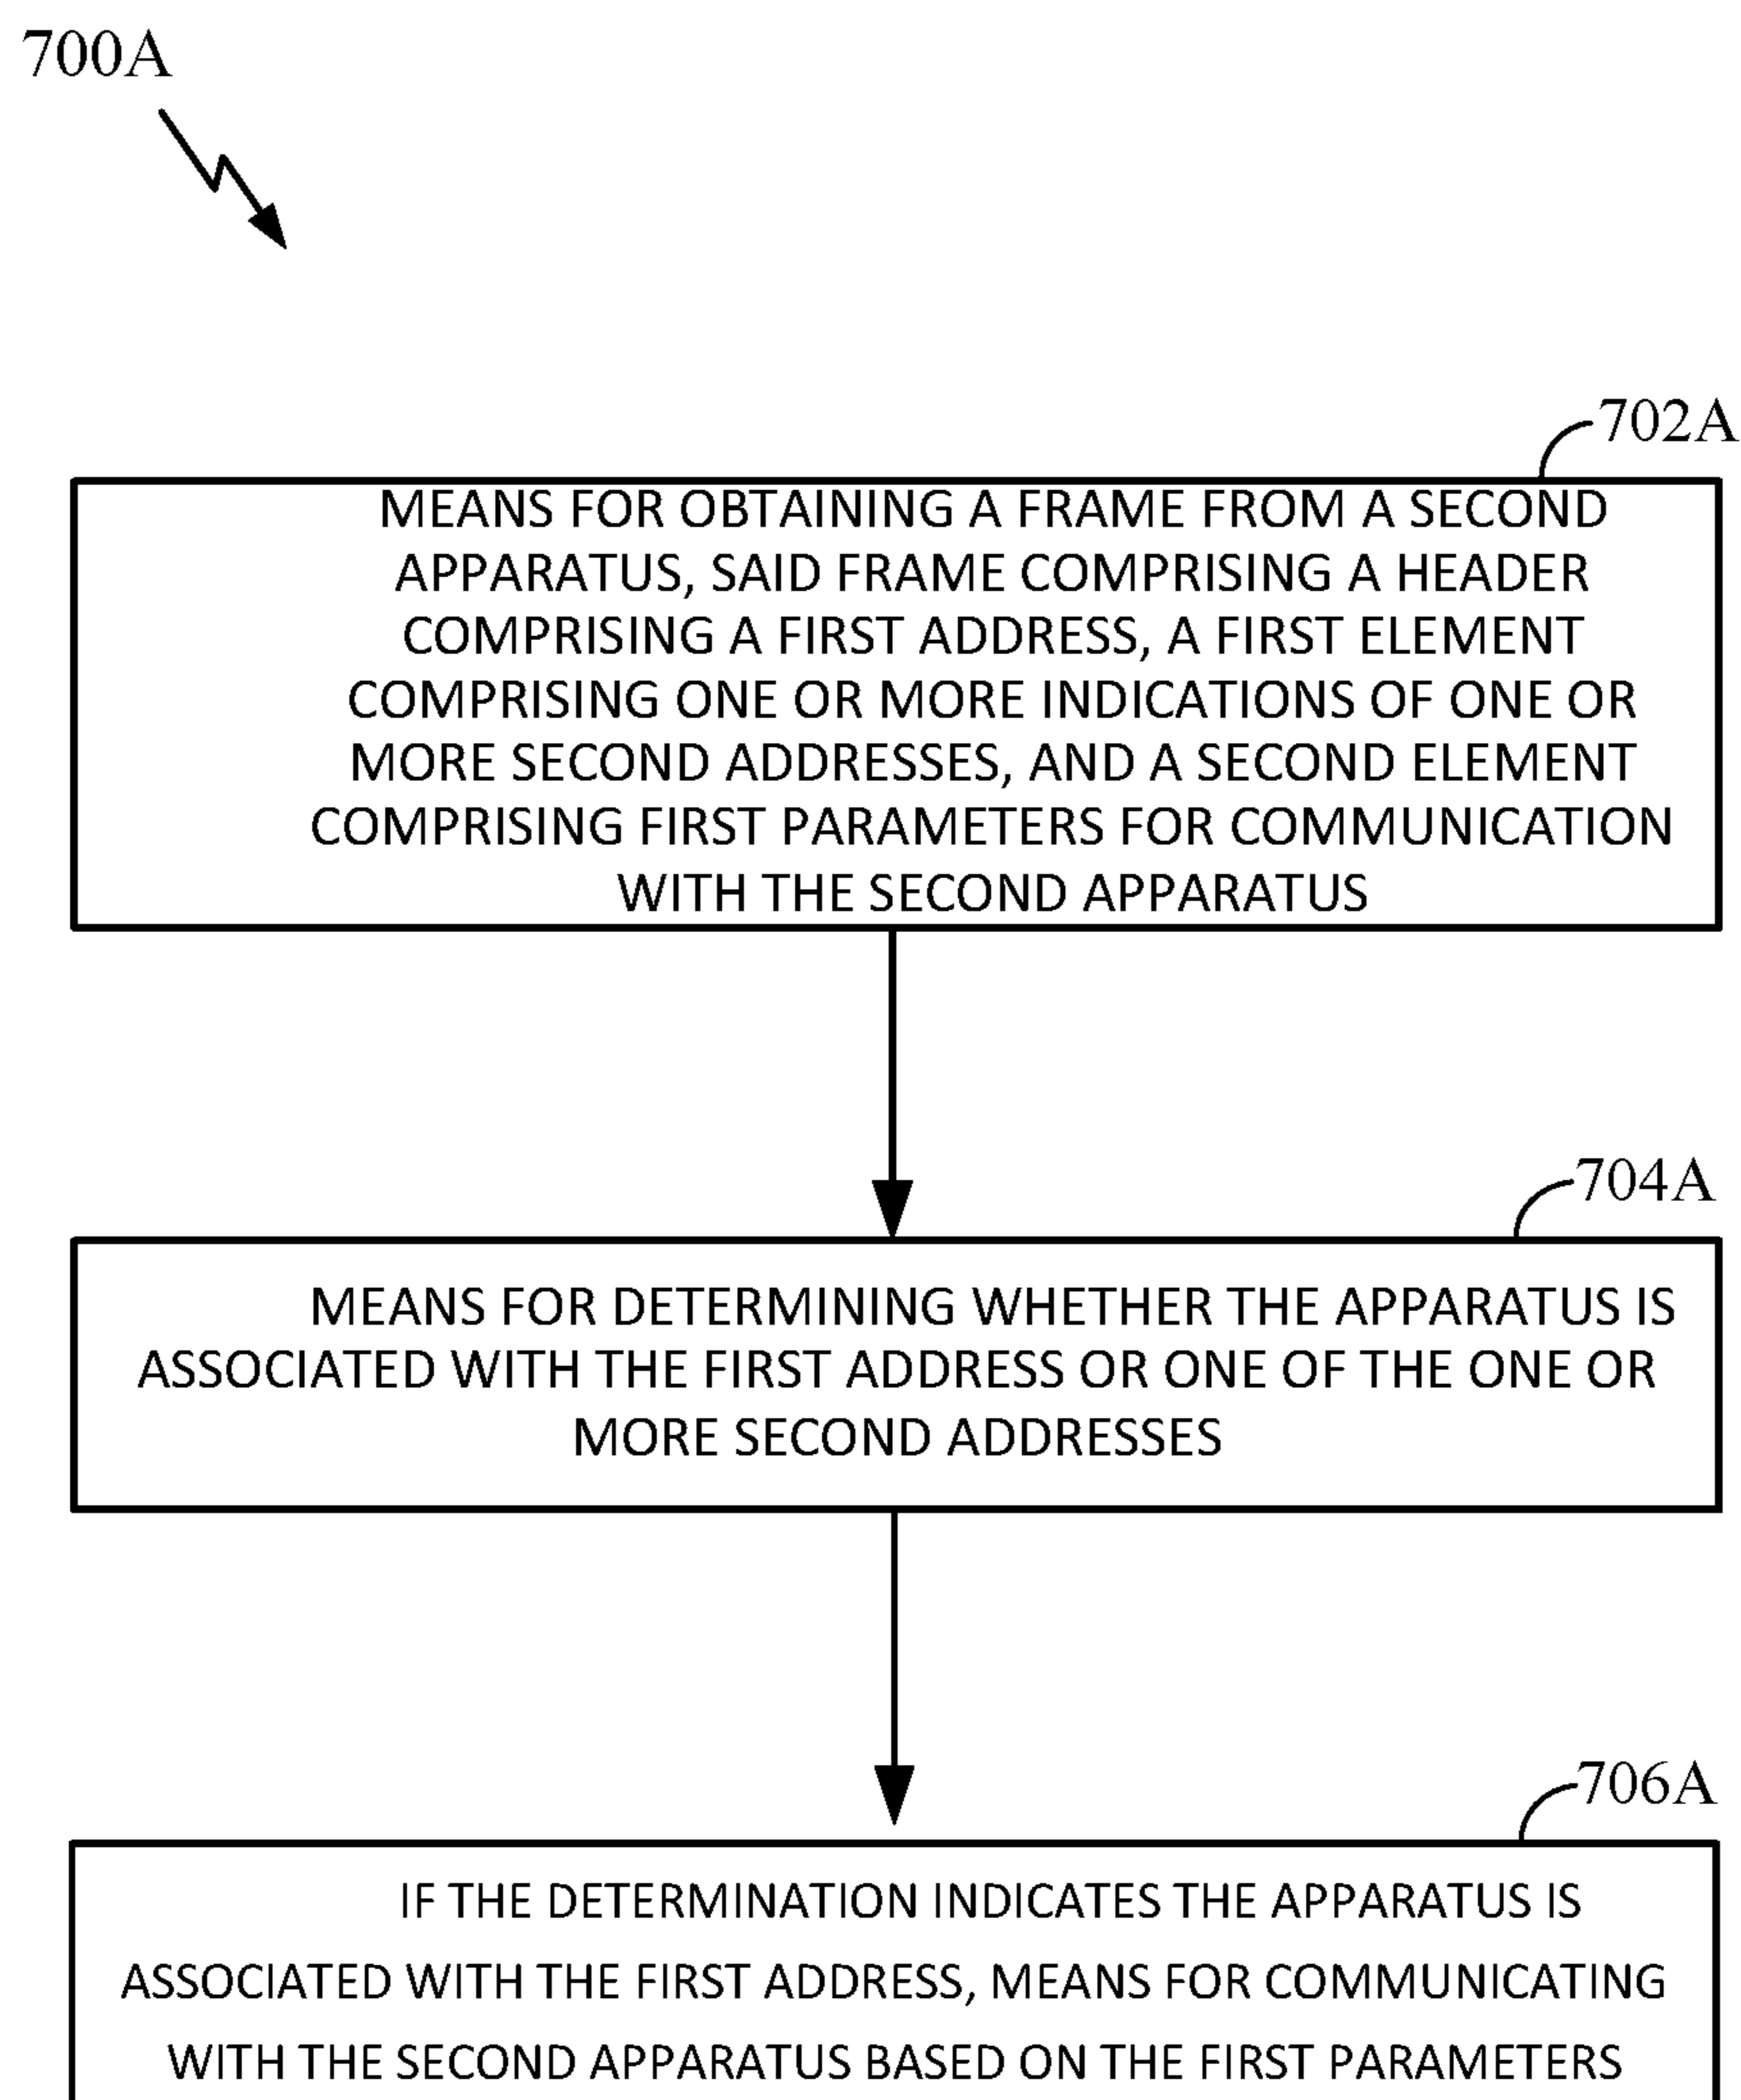 700A
702A
MEANS FOR OBTAINING A FRAME FROM A SECOND
APPARATUS, SAID FRAME COMPRISING A HEADER
COMPRISING A FIRST ADDRESS, A FIRST ELEMENT
COMPRISING ONE OR MORE INDICATIONS OF ONE OR
MORE SECOND ADDRESSES, AND A SECOND ELEMENT
COMPRISING FIRST PARAMETERS FOR COMMUNICATION
WITH THE SECOND APPARATUS
704A
MEANS FOR DETERMINING WHETHER THE APPARATUS IS
ASSOCIATED WITH THE FIRST ADDRESS OR ONE OF THE ONE OR
MORE SECOND ADDRESSES
706A
IF THE DETERMINATION INDICATES THE APPARATUS IS
ASSOCIATED WITH THE FIRST ADDRESS, MEANS FOR COMMUNICATING
WITH THE SECOND APPARATUS BASED ON THE FIRST PARAMETERS